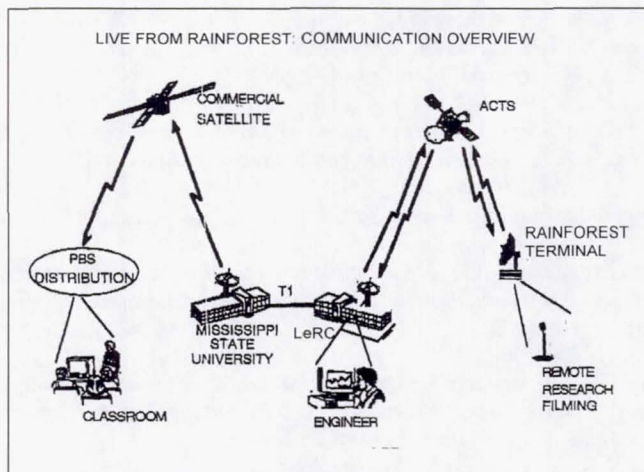 LIVE FROM RAINFOREST: COMMUNICATION OVERVIEW
COMMERCIAL
SATELLITE
ACTS
RAINFOREST
TERMINAL
PBS
DISTRIBUTION
T1
MISSISSIPPI
STATE
UNIVERSITY
LeRC
REMOTE
RESEARCH
FILMING
CLASSROOM
ENGINEER